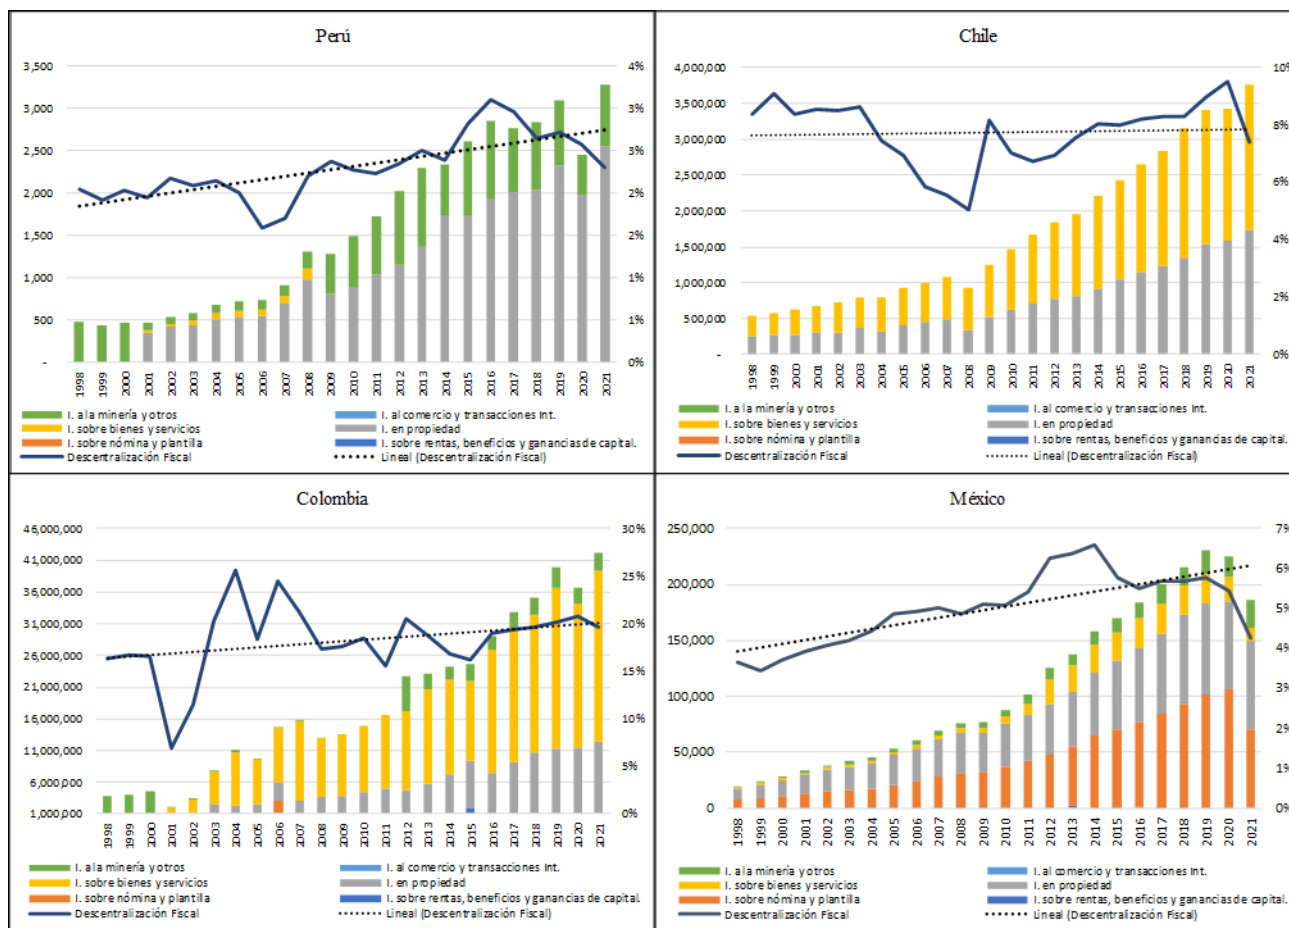 Perú
3,500
3,000
2,500
2,000
1,500
1,000
500
-
4%
3%
3%
2%
2%
1%
1%
0%
1998 1999 2000 2001 2002 2003 2004 2005 2006 2007 2008 2009 2010 2011 2012 2013 2014 2015 2016 2017 2018 2019 2020 2021
I. a la minería y otros I. al comercio y transacciones Int.
I. sobre bienes y servicios I. en propiedad
I. sobre nómina y plantilla I. sobre rentas, beneficios y ganancias de capital.
Descentralización Fiscal Lineal (Descentralización Fiscal)
Chile
4,000,000
3,500,000
3,000,000
2,500,000
2,000,000
1,500,000
1,000,000
500,000
-
10%
8%
6%
4%
2%
0%
1998 1999 2000 2001 2002 2003 2004 2005 2006 2007 2008 2009 2010 2011 2012 2013 2014 2015 2016 2017 2018 2019 2020 2021
I. a la minería y otros I. al comercio y transacciones Int.
I. sobre bienes y servicios I. en propiedad
I. sobre nómina y plantilla I. sobre rentas, beneficios y ganancias de capital.
Descentralización Fiscal Lineal (Descentralización Fiscal)
Colombia
46,000,000
41,000,000
36,000,000
31,000,000
26,000,000
21,000,000
16,000,000
11,000,000
6,000,000
1,000,000
30%
25%
20%
15%
10%
5%
0%
1998 1999 2000 2001 2002 2003 2004 2005 2006 2007 2008 2009 2010 2011 2012 2013 2014 2015 2016 2017 2018 2019 2020 2021
I. a la minería y otros I. al comercio y transacciones Int.
I. sobre bienes y servicios I. en propiedad
I. sobre nómina y plantilla I. sobre rentas, beneficios y ganancias de capital.
Descentralización Fiscal Lineal (Descentralización Fiscal)
México
250,000
200,000
150,000
100,000
50,000
0
7%
6%
5%
4%
3%
2%
1%
0%
1998 1999 2000 2001 2002 2003 2004 2005 2006 2007 2008 2009 2010 2011 2012 2013 2014 2015 2016 2017 2018 2019 2020 2021
I. a la minería y otros I. al comercio y transacciones Int.
I. sobre bienes y servicios I. en propiedad
I. sobre nómina y plantilla I. sobre rentas, beneficios y ganancias de capital.
Descentralización Fiscal Lineal (Descentralización Fiscal)